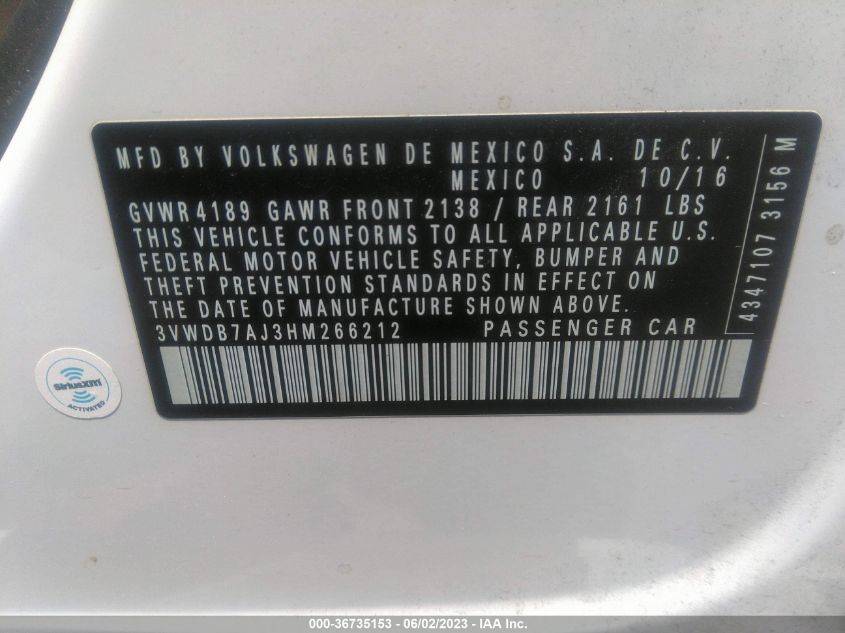 MFD BY VOLKSWAGEN DE MEXICO S.A. DE C.V.
MEXICO 10/16
GVWR 4189 GAWR FRONT 2138 / REAR 2161 LBS
THIS VEHICLE CONFORMS TO ALL APPLICABLE U.S.
FEDERAL MOTOR VEHICLE SAFETY, BUMPER AND
THEFT PREVENTION STANDARDS IN EFFECT ON
THE DATE OF MANUFACTURE SHOWN ABOVE.
3VWDB7AJ3HM266212 PASSENGER CAR
4347107 3156 M
SiriusXM
ACTIVATED
000-36735153 - 06/02/2023 - IAA Inc.